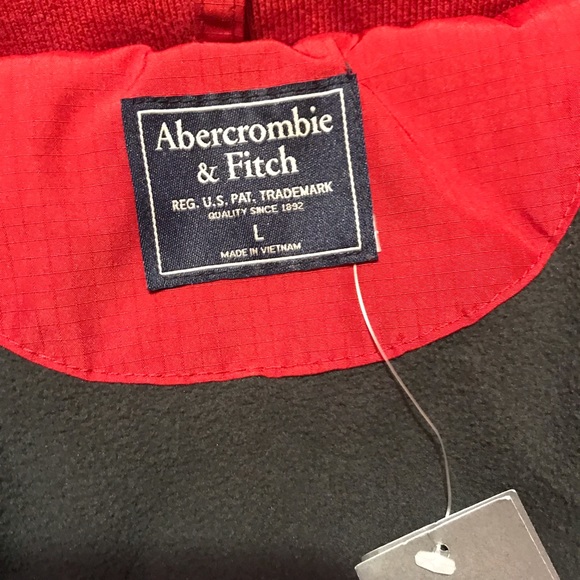 Abercrombie
& Fitch
REG. U.S. PAT. TRADEMARK
QUALITY SINCE 1892
L
MADE IN VIETNAM